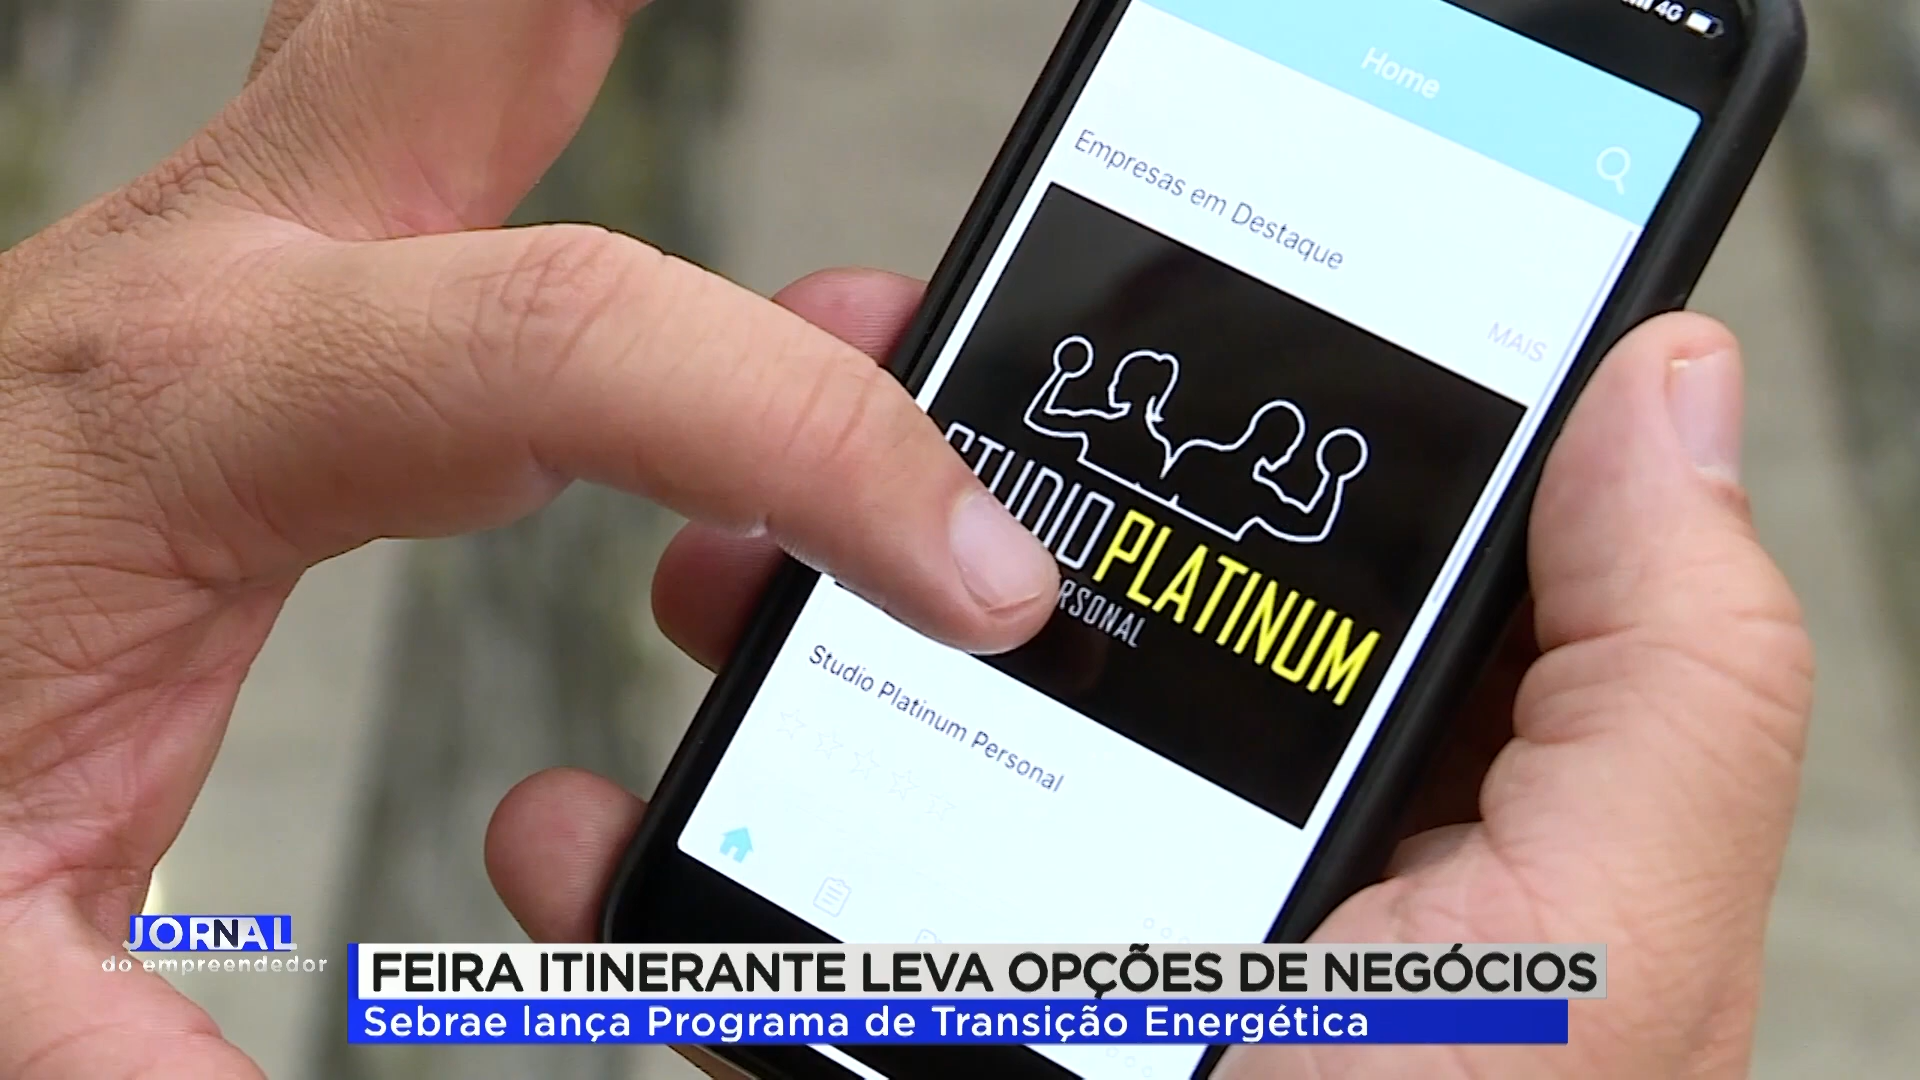 4G
Home
Empresas em Destaque
MAIS
STUDIO PLATINUM
Studio Platinum Personal
JORNAL
do empreendedor
FEIRA ITINERANTE LEVA OPÇÕES DE NEGÓCIOS
Sebrae lança Programa de Transição Energética